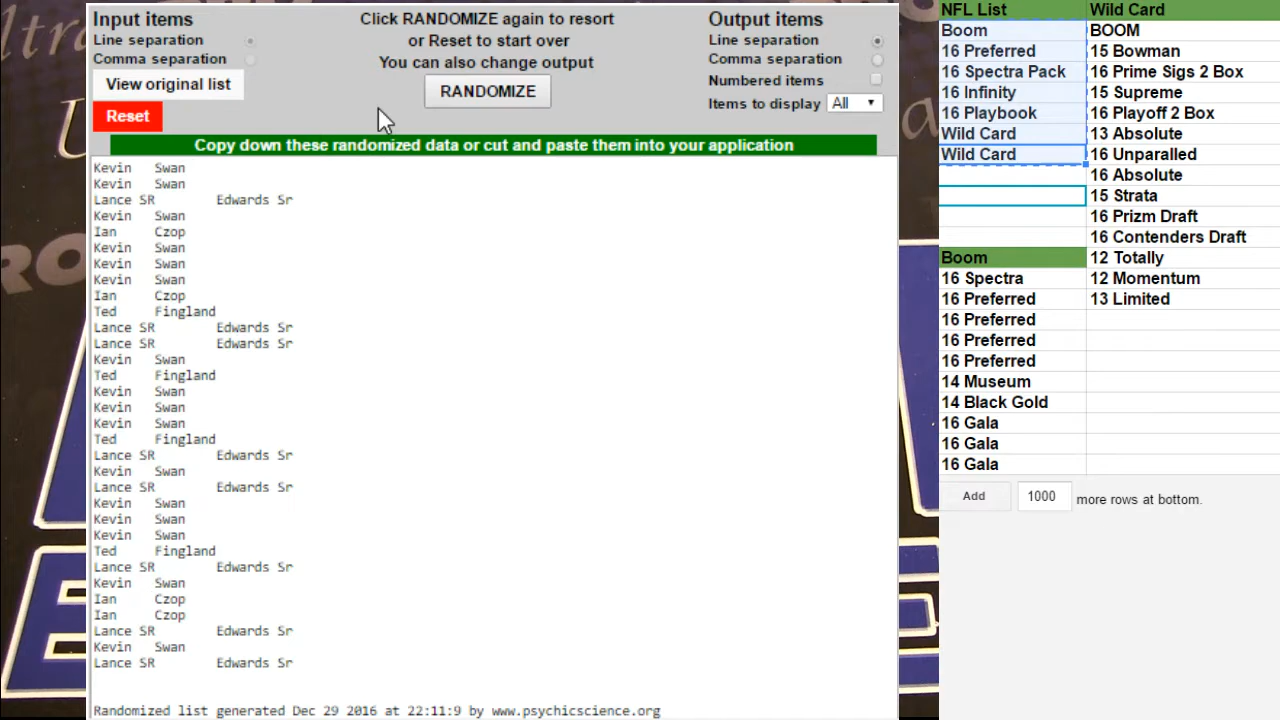 Input items
Line separation
Comma separation
View original list
Reset
Click RANDOMIZE again to resort
or Reset to start over
You can also change output
RANDOMIZE
Output items
Line separation
Comma separation
Numbered items
Items to display All
Copy down these randomized data or cut and paste them into your application
Kevin Swan
Kevin Swan
Lance SR Edwards Sr
Kevin Swan
Ian Czop
Kevin Swan
Kevin Swan
Kevin Swan
Ian Czop
Ted Fingland
Lance SR Edwards Sr
Lance SR Edwards Sr
Kevin Swan
Ted Fingland
Kevin Swan
Kevin Swan
Kevin Swan
Ted Fingland
Lance SR Edwards Sr
Kevin Swan
Lance SR Edwards Sr
Kevin Swan
Kevin Swan
Kevin Swan
Ted Fingland
Lance SR Edwards Sr
Kevin Swan
Ian Czop
Ian Czop
Lance SR Edwards Sr
Kevin Swan
Lance SR Edwards Sr
Randomized list generated Dec 29 2016 at 22:11:9 by www.psychicscience.org
NFL List
Boom
16 Preferred
16 Spectra Pack
16 Infinity
16 Playbook
Wild Card
Wild Card
Boom
16 Spectra
16 Preferred
16 Preferred
16 Preferred
16 Preferred
14 Museum
14 Black Gold
16 Gala
16 Gala
16 Gala
Wild Card
BOOM
15 Bowman
16 Prime Sigs 2 Box
15 Supreme
16 Playoff 2 Box
13 Absolute
16 Unparalled
16 Absolute
15 Strata
16 Prizm Draft
16 Contenders Draft
12 Totally
12 Momentum
13 Limited
Add 1000 more rows at bottom.